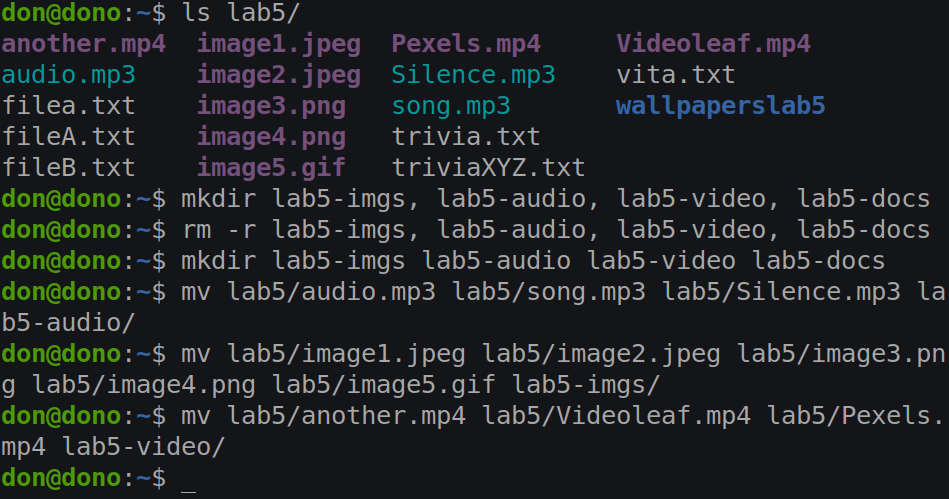 don@dono:~$ ls lab5/
another.mp4  image1.jpeg  Pexels.mp4     Videoleaf.mp4
audio.mp3    image2.jpeg  Silence.mp3    vita.txt
filea.txt    image3.png   song.mp3       wallpaperslab5
fileA.txt    image4.png   trivia.txt
fileB.txt    image5.gif   triviaXYZ.txt
don@dono:~$ mkdir lab5-imgs, lab5-audio, lab5-video, lab5-docs
don@dono:~$ rm -r lab5-imgs, lab5-audio, lab5-video, lab5-docs
don@dono:~$ mkdir lab5-imgs lab5-audio lab5-video lab5-docs
don@dono:~$ mv lab5/audio.mp3 lab5/song.mp3 lab5/Silence.mp3 la
b5-audio/
don@dono:~$ mv lab5/image1.jpeg lab5/image2.jpeg lab5/image3.pn
g lab5/image4.png lab5/image5.gif lab5-imgs/
don@dono:~$ mv lab5/another.mp4 lab5/Videoleaf.mp4 lab5/Pexels.
mp4 lab5-video/
don@dono:~$ _